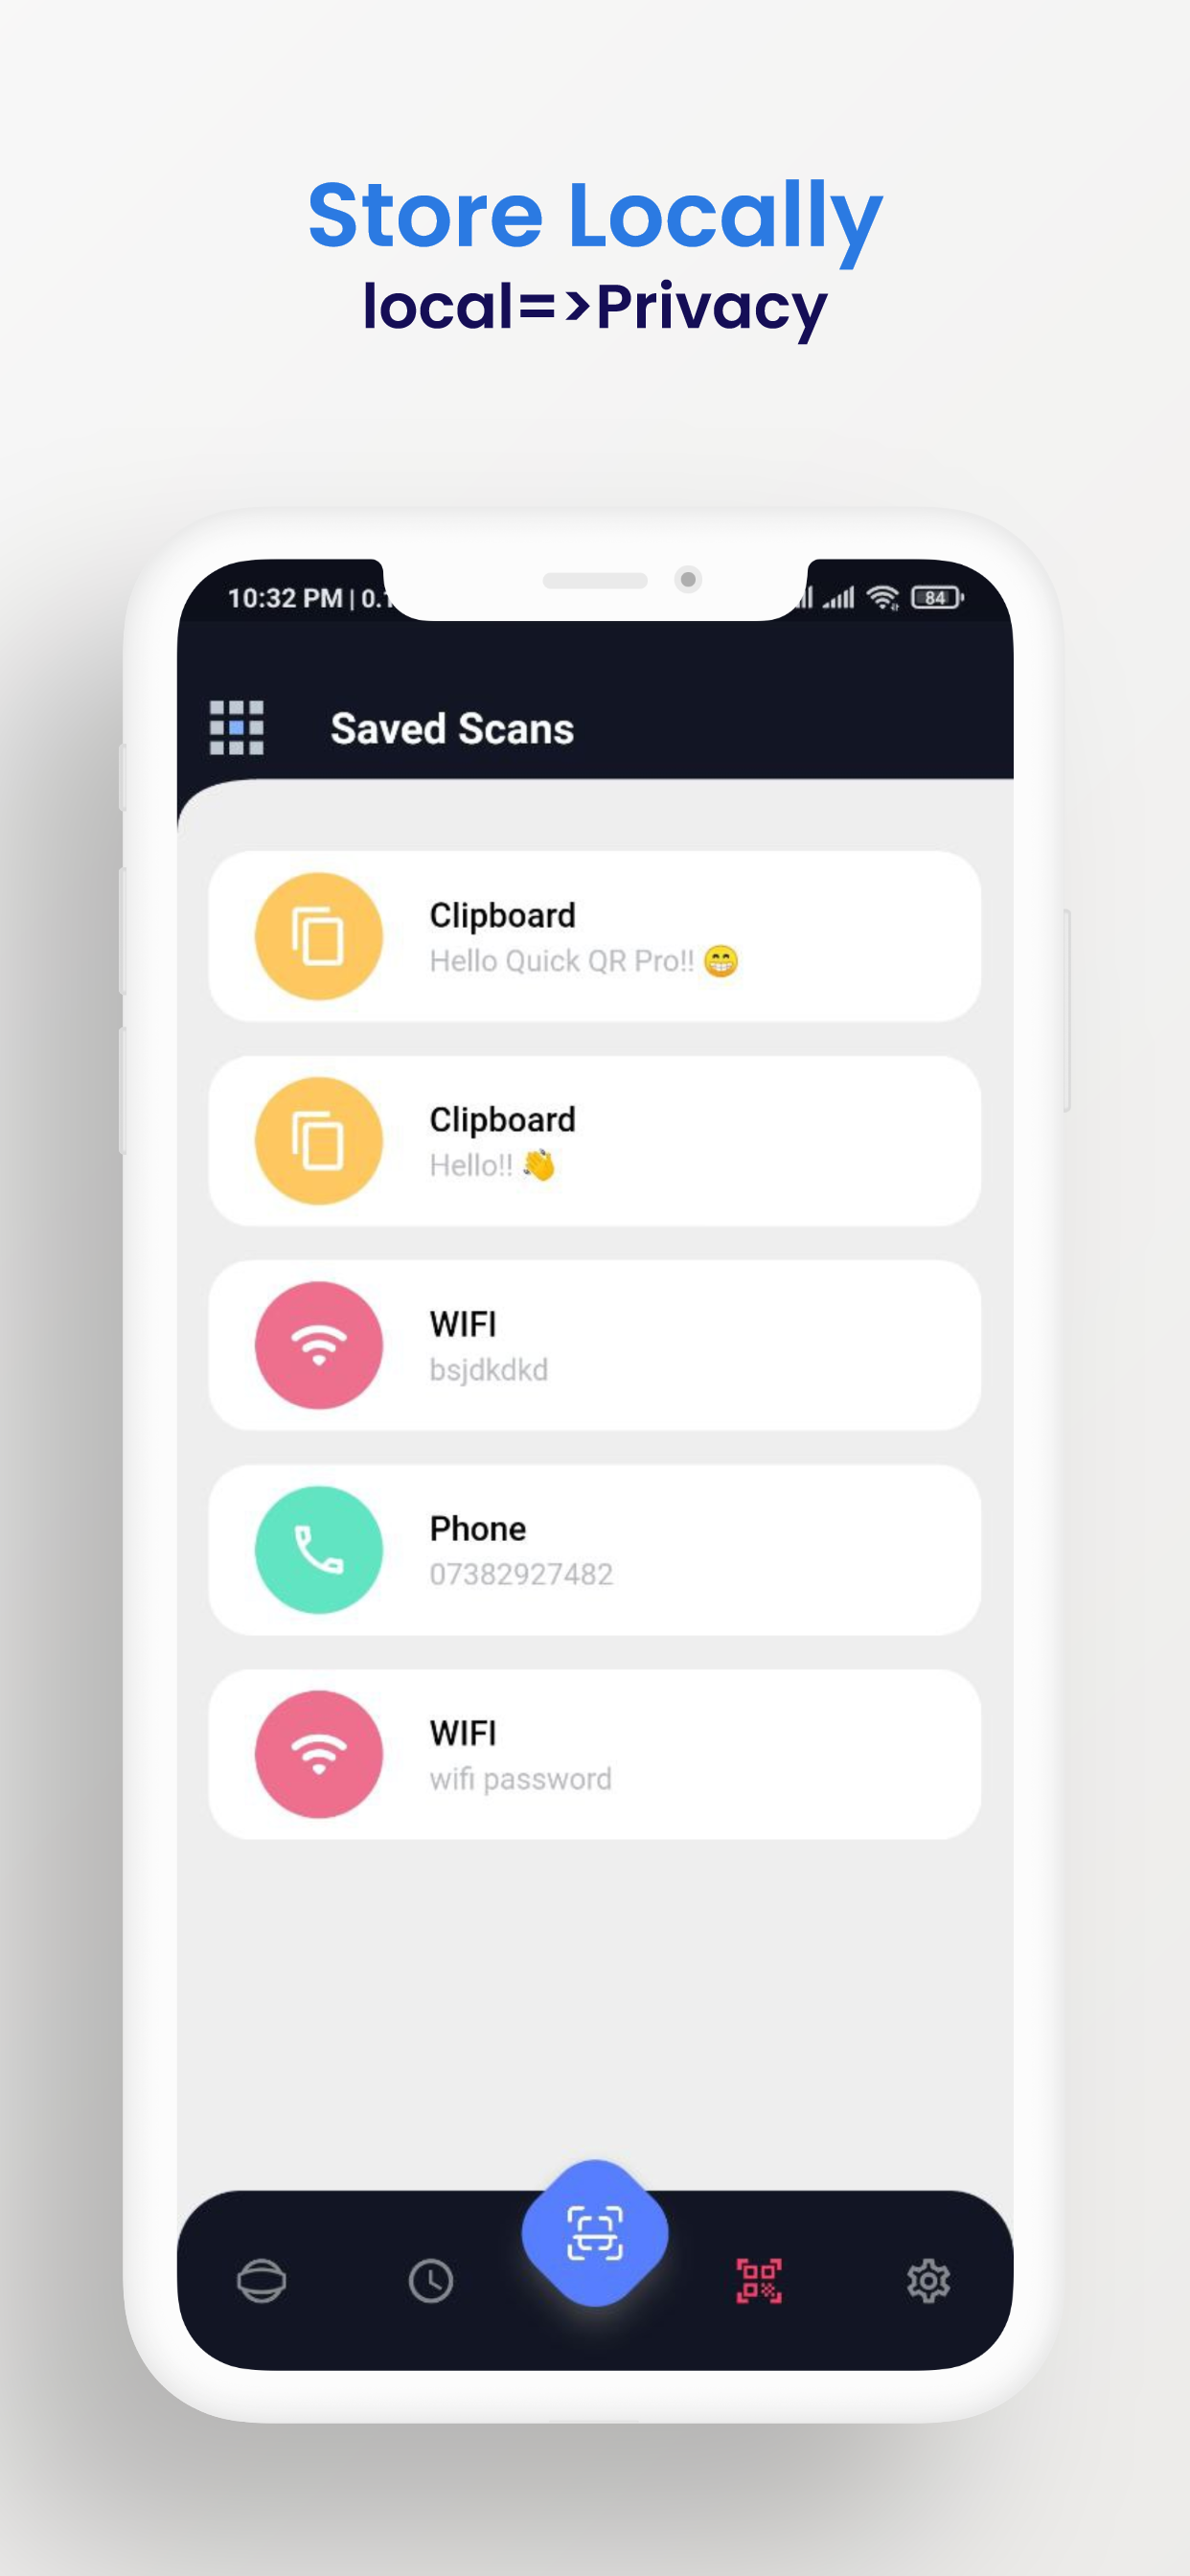 Store Locally
local=>Privacy
10:32 PM | 0.
84
Saved Scans
Clipboard
Hello Quick QR Pro!! 😁
Clipboard
Hello!! 👋
WIFI
bsjdkdkd
Phone
07382927482
WIFI
wifi password